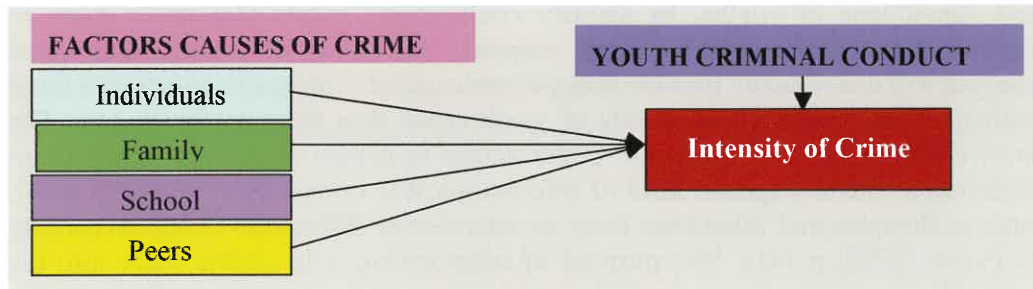 FACTORS CAUSES OF CRIME
YOUTH CRIMINAL CONDUCT
Individuals
Family
School
Peers
Intensity of Crime